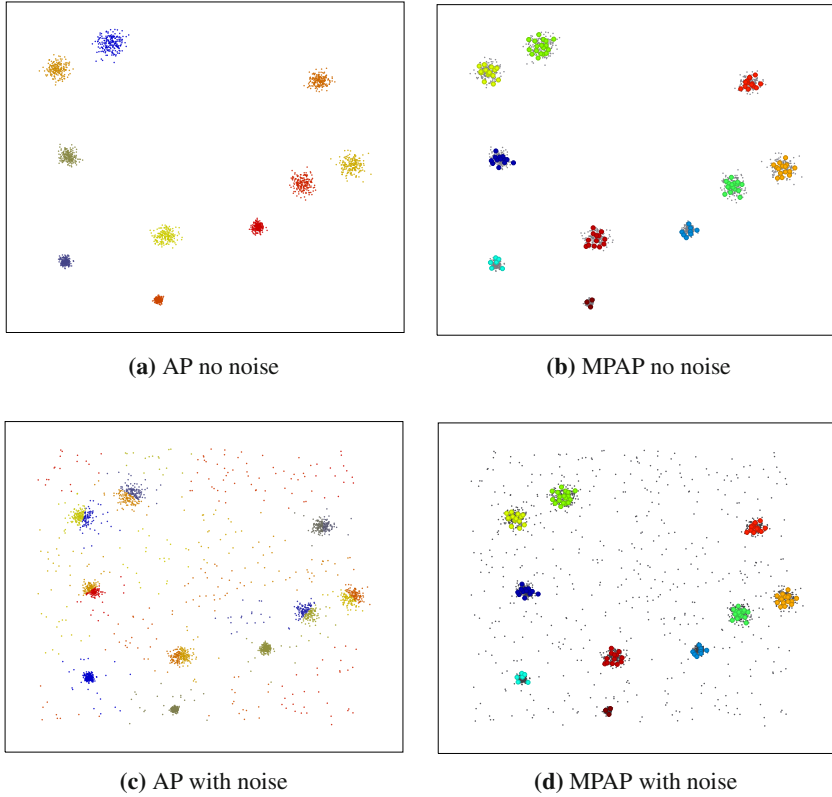 (a) AP no noise
(b) MPAP no noise
(c) AP with noise
(d) MPAP with noise